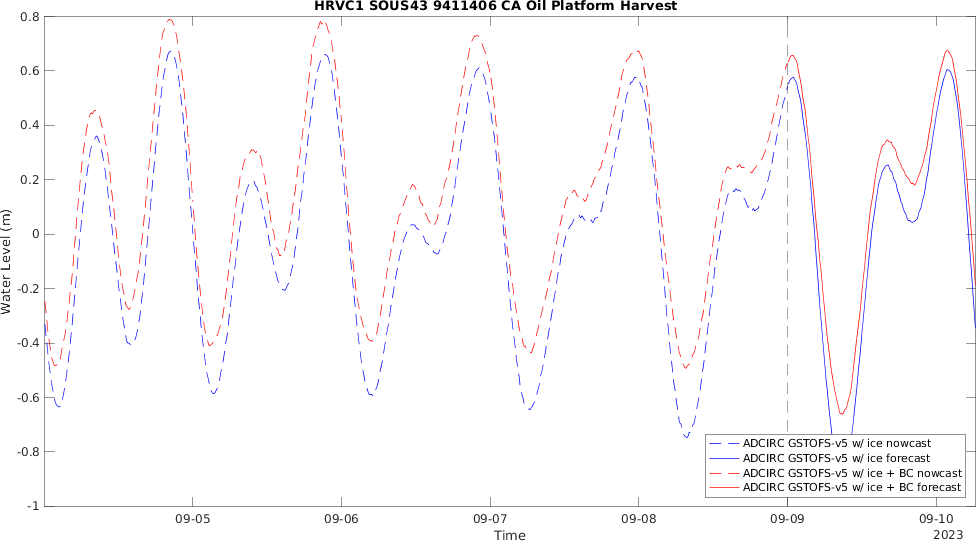 HRVC1 SOUS43 9411406 CA Oil Platform Harvest
0.8
0.6
0.4
0.2
0
-0.2
-0.4
-0.6
-0.8
-1
Water Level (m)
ADCIRC GSTOFS-v5 w/ ice nowcast
ADCIRC GSTOFS-v5 w/ ice forecast
ADCIRC GSTOFS-v5 w/ ice + BC nowcast
ADCIRC GSTOFS-v5 w/ ice + BC forecast
09-05 09-06 09-07 09-08 09-09 09-10
Time
2023